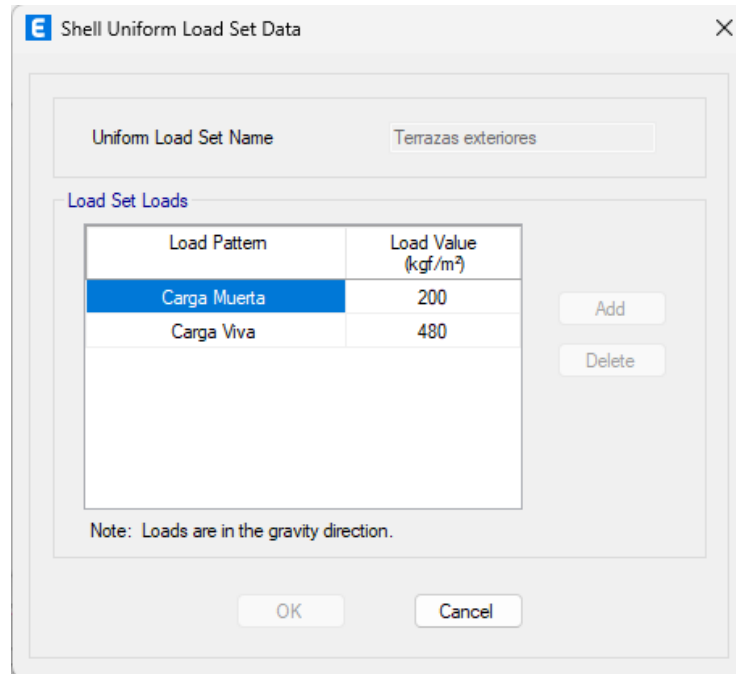 E Shell Uniform Load Set Data
Uniform Load Set Name Terrazas exteriores
Load Set Loads
Load Pattern Load Value
(kgf/m²)
Carga Muerta 200
Carga Viva 480
Add
Delete
Note: Loads are in the gravity direction.
OK Cancel